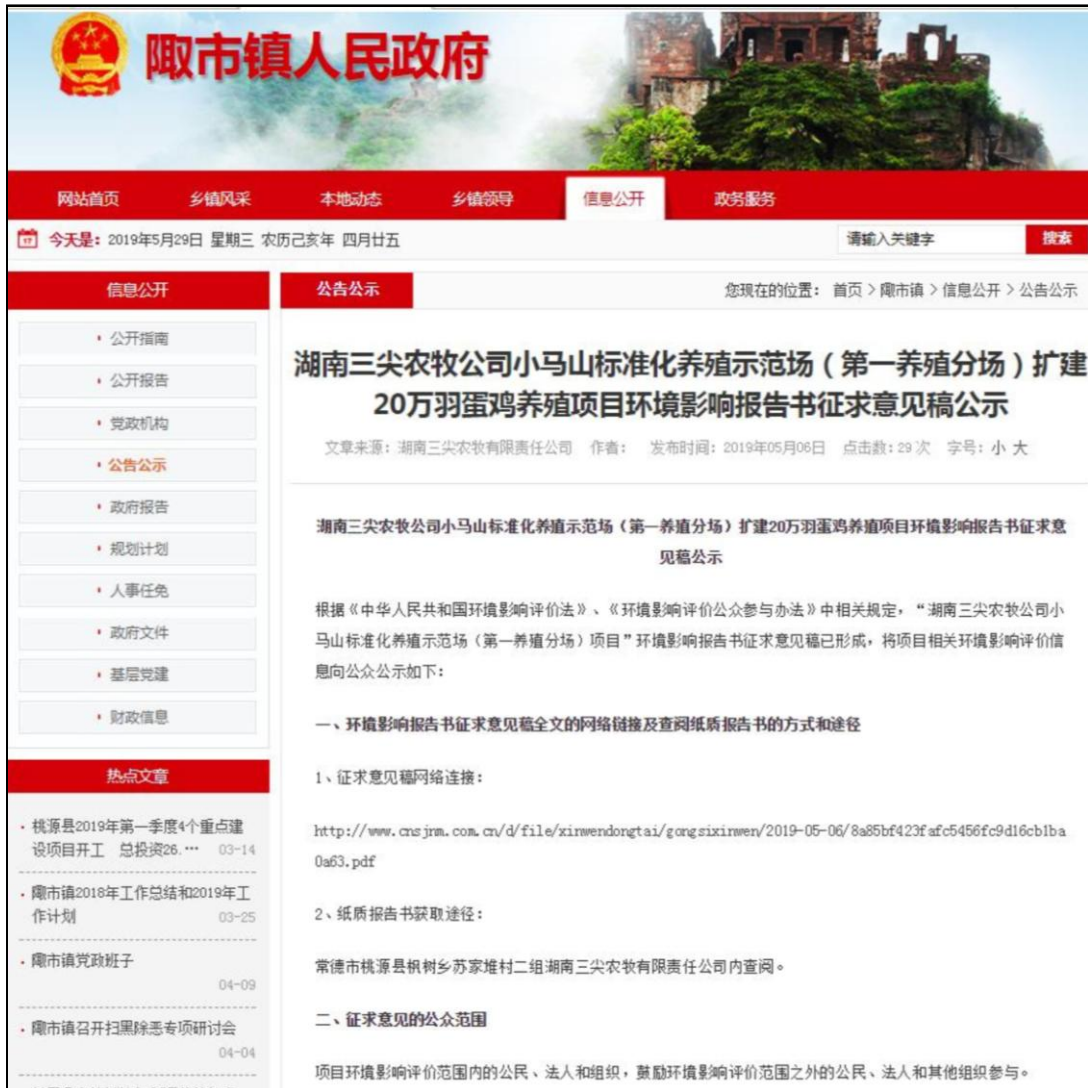 陬市镇人民政府
网站首页 乡镇风采 本地动态 乡镇领导 信息公开 政务服务
今天是：2019年5月29日 星期三 农历己亥年 四月廿五 请输入关键字 搜索
信息公开
公开指南
公开报告
党政机构
公告公示
政府报告
规划计划
人事任免
政府文件
基层党建
财政信息
热点文章
桃源县2019年第一季度4个重点建
设项目开工 总投资26.… 03-14
陬市镇2018年工作总结和2019年工
作计划 03-25
陬市镇党政班子
04-09
陬市镇召开扫黑除恶专项研讨会
04-04
公告公示 您现在的位置： 首页 > 陬市镇 > 信息公开 > 公告公示
湖南三尖农牧公司小马山标准化养殖示范场（第一养殖分场）扩建
20万羽蛋鸡养殖项目环境影响报告书征求意见稿公示
文章来源：湖南三尖农牧有限责任公司 作者： 发布时间：2019年05月06日 点击数：29 次 字号：小 大
湖南三尖农牧公司小马山标准化养殖示范场（第一养殖分场）扩建20万羽蛋鸡养殖项目环境影响报告书征求意
见稿公示
根据《中华人民共和国环境影响评价法》、《环境影响评价公众参与办法》中相关规定，“湖南三尖农牧公司小
马山标准化养殖示范场（第一养殖分场）项目”环境影响报告书征求意见稿已形成，将项目相关环境影响评价信
息向公众公示如下：
一、环境影响报告书征求意见稿全文的网络链接及查阅纸质报告书的方式和途径
1、征求意见稿网络连接：
http://www.cnsjnm.com.cn/d/file/xinwendongtai/gongsixinwen/2019-05-06/8a85bf423fafc5456fc9d16cb1ba
0a63.pdf
2、纸质报告书获取途径：
常德市桃源县枫树乡苏家堆村二组湖南三尖农牧有限责任公司内查阅。
二、征求意见的公众范围
项目环境影响评价范围内的公民、法人和组织，鼓励环境影响评价范围之外的公民、法人和其他组织参与。